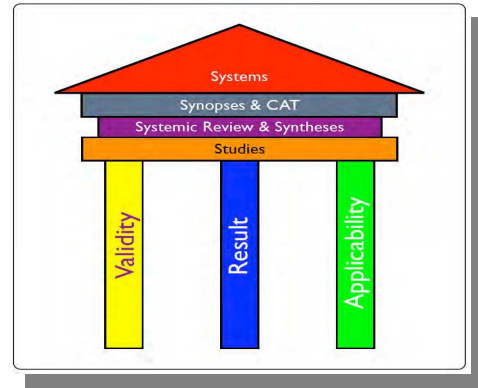 Systems
Synopses & CAT
Systemic Review & Syntheses
Studies
Validity
Result
Applicability